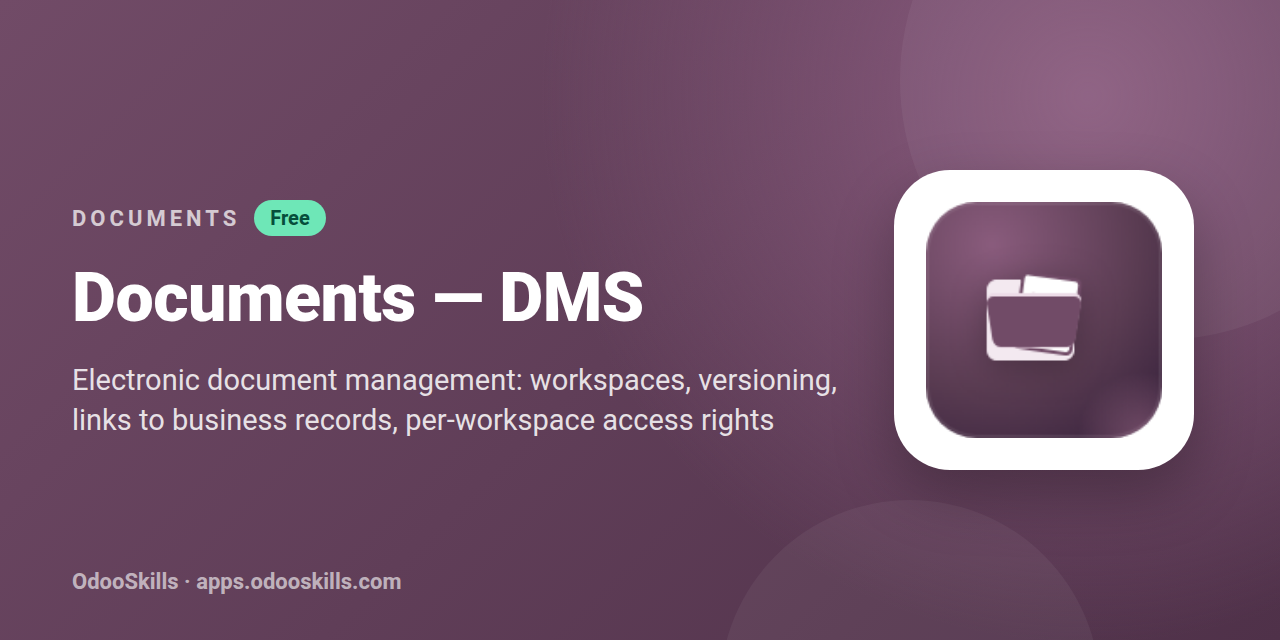 DOCUMENTS Free
Documents — DMS
Electronic document management: workspaces, versioning,
links to business records, per-workspace access rights
OdooSkills · apps.odooskills.com